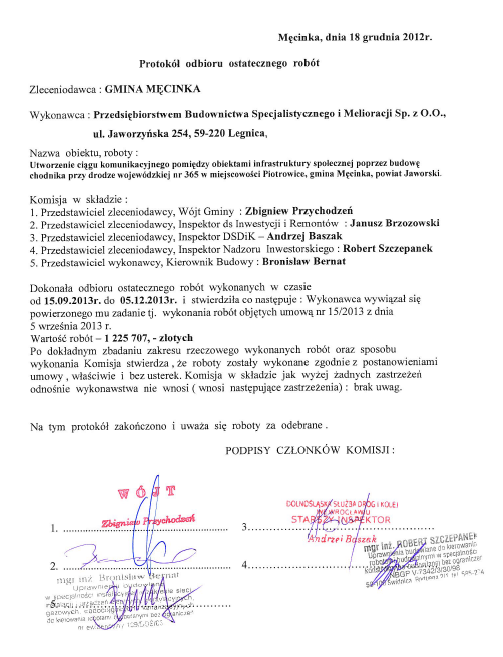 Męcinka, dnia 18 grudnia 2012r.
Protokół odbioru ostatecznego robót
Zleceniodawca : GMINA MĘCINKA
Wykonawca : Przedsiębiorstwem Budownictwa Specjalistycznego i Melioracji Sp. z O.O.,
ul. Jaworzyńska 254, 59-220 Legnica,
Nazwa obiektu, roboty :
Utworzenie ciągu komunikacyjnego pomiędzy obiektami infrastruktury społecznej poprzez budowę
chodnika przy drodze wojewódzkiej nr 365 w miejscowości Piotrowice, gmina Męcinka, powiat Jaworski.
Komisja w składzie :
1. Przedstawiciel zleceniodawcy, Wójt Gminy : Zbigniew Przychodzeń
2. Przedstawiciel zleceniodawcy, Inspektor ds Inwestycji i Remontów : Janusz Brzozowski
3. Przedstawiciel zleceniodawcy, Inspektor DSDiK – Andrzej Baszak
4. Przedstawiciel zleceniodawcy, Inspektor Nadzoru Inwestorskiego : Robert Szczepanek
5. Przedstawiciel wykonawcy, Kierownik Budowy : Bronisław Bernat
Dokonała odbioru ostatecznego robót wykonanych w czasie
od 15.09.2013r. do 05.12.2013r. i stwierdziła co następuje : Wykonawca wywiązał się
powierzonego mu zadanie tj. wykonania robót objętych umową nr 15/2013 z dnia
5 września 2013 r.
Wartość robót – 1 225 707, - złotych
Po dokładnym zbadaniu zakresu rzeczowego wykonanych robót oraz sposobu
wykonania Komisja stwierdza , że roboty zostały wykonane zgodnie z postanowieniami
umowy , właściwie i bez usterek. Komisja w składzie jak wyżej żadnych zastrzeżeń
odnośnie wykonawstwa nie wnosi ( wnosi następujące zastrzeżenia) : brak uwag.
Na tym protokół zakończono i uważa się roboty za odebrane .
PODPISY CZŁONKÓW KOMISJI :
WÓJT
Zbigniew Przychodzeń
1.
DOLNOŚLĄSKA SŁUŻBA DRÓG I KOLEI
WE WROCŁAWIU
STARSZY INSPEKTOR
3.
Andrzej Baszak
2.
mgr inż. ROBERT SZCZEPANEK
Uprawnienia budowlane do kierowania
4.
mgr inż. Bronisław Bernat
5.